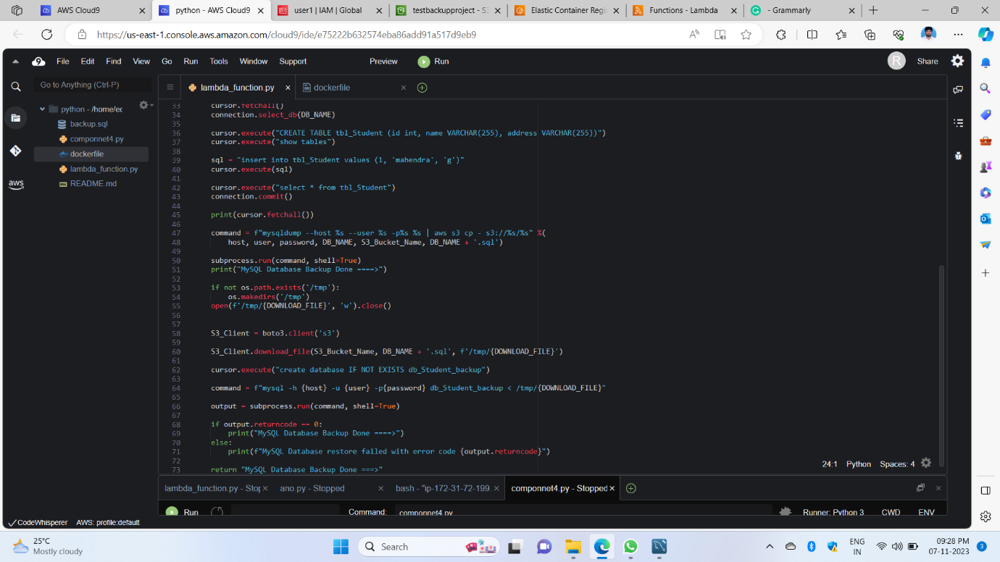 AWS Cloud9
python - AWS Cloud9
user1 | IAM | Global
testbackupproject - S3
Elastic Container Regis
Functions - Lambda
- Grammarly
https://us-east-1.console.aws.amazon.com/cloud9/ide/e75222b632574eba86add91a517d9eb9
File Edit Find View Go Run Tools Window Support Preview Run R Share
Go to Anything (Ctrl-P)
python - /home/ec
backup.sql
componnet4.py
dockerfile
lambda_function.py
README.md
aws
lambda_function.py
dockerfile
33 cursor.fetchall()
34 connection.select_db(DB_NAME)
35
36 cursor.execute("CREATE TABLE tbl_Student (id int, name VARCHAR(255), address VARCHAR(255))")
37 cursor.execute("show tables")
38
39 sql = "insert into tbl_Student values (1, 'mahendra', 'g')"
40 cursor.execute(sql)
41
42 cursor.execute("select * from tbl_Student")
43 connection.commit()
44
45 print(cursor.fetchall())
46
47 command = f"mysqldump --host %s --user %s -p%s %s | aws s3 cp - s3://%s/%s" %(
48 host, user, password, DB_NAME, S3_Bucket_Name, DB_NAME + '.sql')
49
50 subprocess.run(command, shell=True)
51 print("MySQL Database Backup Done ====>")
52
53 if not os.path.exists('/tmp'):
54 os.makedirs('/tmp')
55 open(f'/tmp/{DOWNLOAD_FILE}', 'w').close()
56
57
58 S3_Client = boto3.client('s3')
59
60 S3_Client.download_file(S3_Bucket_Name, DB_NAME + '.sql', f'/tmp/{DOWNLOAD_FILE}')
61
62 cursor.execute("create database IF NOT EXISTS db_Student_backup")
63
64 command = f"mysql -h {host} -u {user} -p{password} db_Student_backup < /tmp/{DOWNLOAD_FILE}"
65
66 output = subprocess.run(command, shell=True)
67
68 if output.returncode == 0:
69 print("MySQL Database Backup Done ====>")
70 else:
71 print(f"MySQL Database restore failed with error code {output.returncode}")
72
73 return "MySQL Database Backup Done ===>"
24:1 Python Spaces: 4
lambda_function.py - Stop
ano.py - Stopped
bash - "ip-172-31-72-199.
componnet4.py - Stopped
Run Command: componnet4.py Runner: Python 3 CWD ENV
CodeWhisperer AWS: profile:default
25°C
Mostly cloudy
Search
ENG
IN
09:28 PM
07-11-2023
3